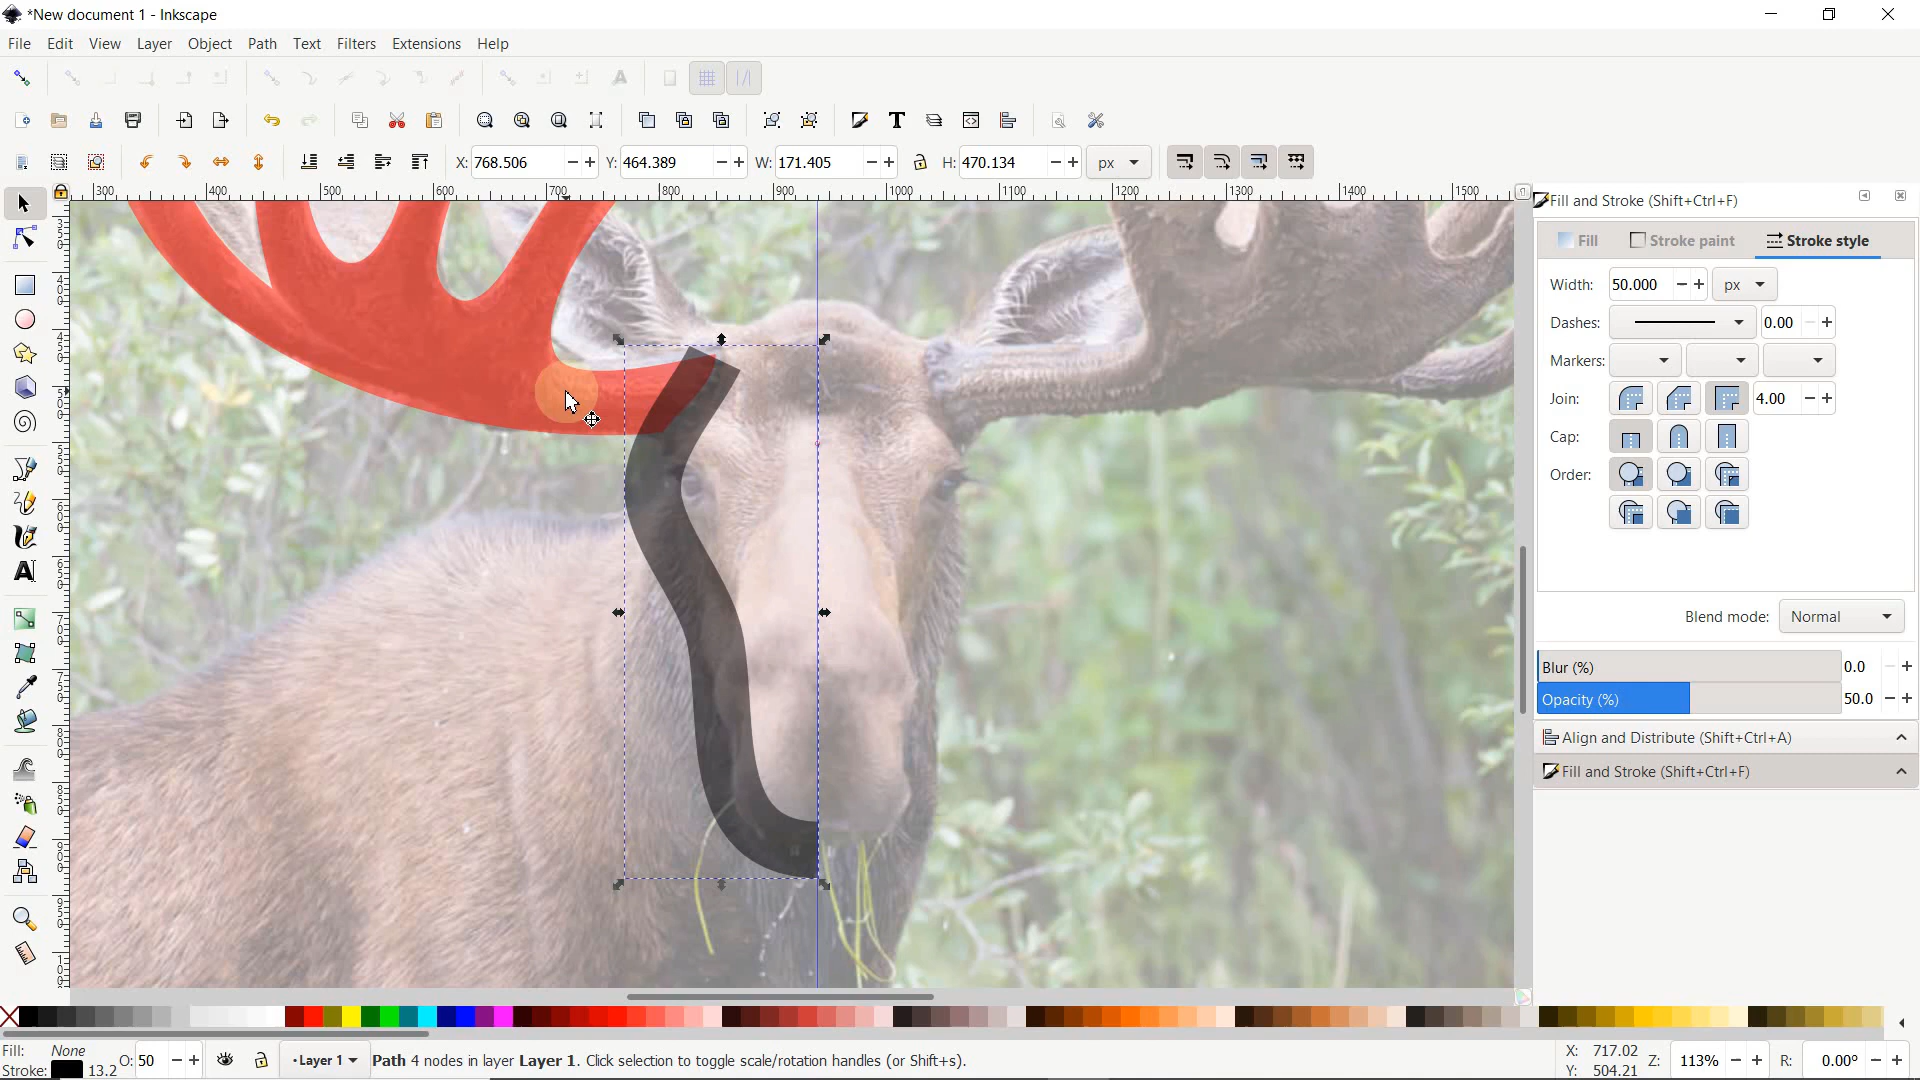 *New document 1 - Inkscape
File Edit View Layer Object Path Filters Extensions Help
X: 768.506 Y: 464.389 W: 171.405 H: 470.134 px
300 400 500 600 700 800 900 1000 1100 1200 1300 1400 1500
Fill and Stroke (Shift+Ctrl+F)
Fill Stroke paint Stroke style
Width: 50.000 px
Dashes: 0.00
Markers:
Join: 4.00
Cap:
Order:
Blend mode: Normal
Blur (%) 0.0
Opacity (%) 50.0
Align and Distribute (Shift+Ctrl+A)
Fill and Stroke (Shift+Ctrl+F)
Fill: None O: 50 •Layer 1 Path 4 nodes in layer Layer 1. Click selection to toggle scale/rotation handles (or Shift+s). X: 717.02 Z: 113% R: 0.00°
Stroke: 13.2 Y: 504.21